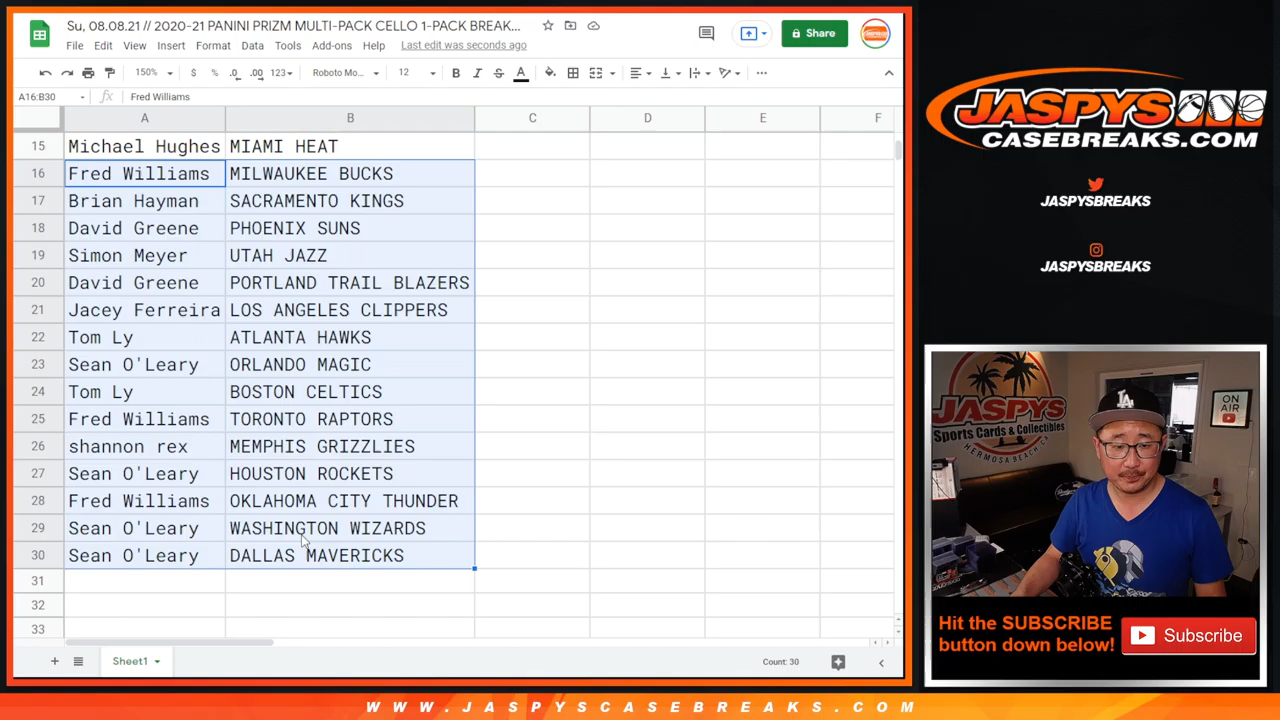 Su, 08.08.21 // 2020-21 PANINI PRIZM MULTI-PACK CELLO 1-PACK BREAK...
File Edit View Insert Format Data Tools Add-ons Help Last edit was seconds ago
Share
150% $ % .0 .00 123 Roboto Mo... 12 B I S A
A16:B30 fx Fred Williams
A B C D E F
15 Michael Hughes MIAMI HEAT
16 Fred Williams MILWAUKEE BUCKS
17 Brian Hayman SACRAMENTO KINGS
18 David Greene PHOENIX SUNS
19 Simon Meyer UTAH JAZZ
20 David Greene PORTLAND TRAIL BLAZERS
21 Jacey Ferreira LOS ANGELES CLIPPERS
22 Tom Ly ATLANTA HAWKS
23 Sean O'Leary ORLANDO MAGIC
24 Tom Ly BOSTON CELTICS
25 Fred Williams TORONTO RAPTORS
26 shannon rex MEMPHIS GRIZZLIES
27 Sean O'Leary HOUSTON ROCKETS
28 Fred Williams OKLAHOMA CITY THUNDER
29 Sean O'Leary WASHINGTON WIZARDS
30 Sean O'Leary DALLAS MAVERICKS
31
32
33
Sheet1
Count: 30
JASPYS
CASEBREAKS.COM
JASPYSBREAKS
JASPYSBREAKS
JASPYS
Sports Cards & Collectibles
HERMOSA BEACH CA
LA
ON AIR
Hit the SUBSCRIBE
button down below!
Subscribe
WWW.JASPYSCASEBREAKS.COM